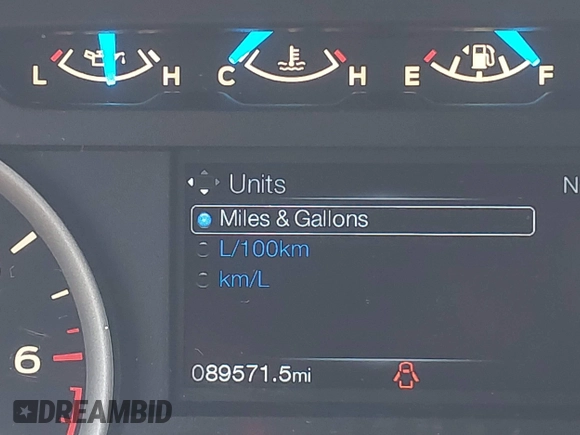 L H C H E F
Units N
Miles & Gallons
L/100km
km/L
6
089571.5mi
DREAMBID